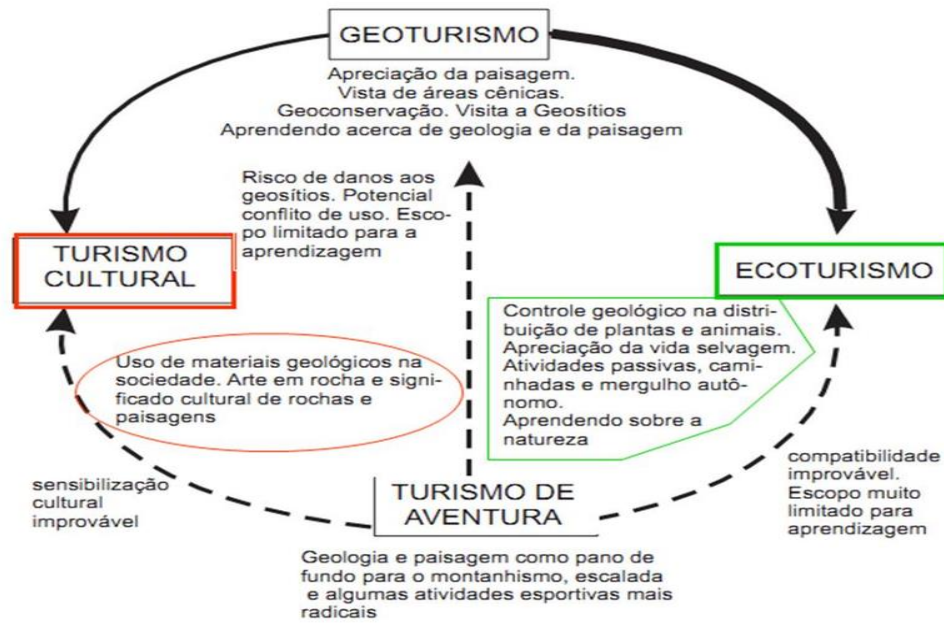 GEOTURISMO
Apreciação da paisagem.
Vista de áreas cênicas.
Geoconservação. Visita a Geosítios
Aprendendo acerca de geologia e da paisagem
Risco de danos aos
geosítios. Potencial
conflito de uso. Esco-
po limitado para a
aprendizagem
TURISMO
CULTURAL
ECOTURISMO
Uso de materiais geológicos na
sociedade. Arte em rocha e signi-
ficado cultural de rochas e
paisagens
Controle geológico na distri-
buição de plantas e animais.
Apreciação da vida selvagem.
Atividades passivas, cami-
nhadas e mergulho autô-
nomo.
Aprendendo sobre a
natureza
sensibilização
cultural
improvável
compatibilidade
improvável.
Escopo muito
limitado para
aprendizagem
TURISMO DE
AVENTURA
Geologia e paisagem como pano de
fundo para o montanhismo, escalada
e algumas atividades esportivas mais
radicais